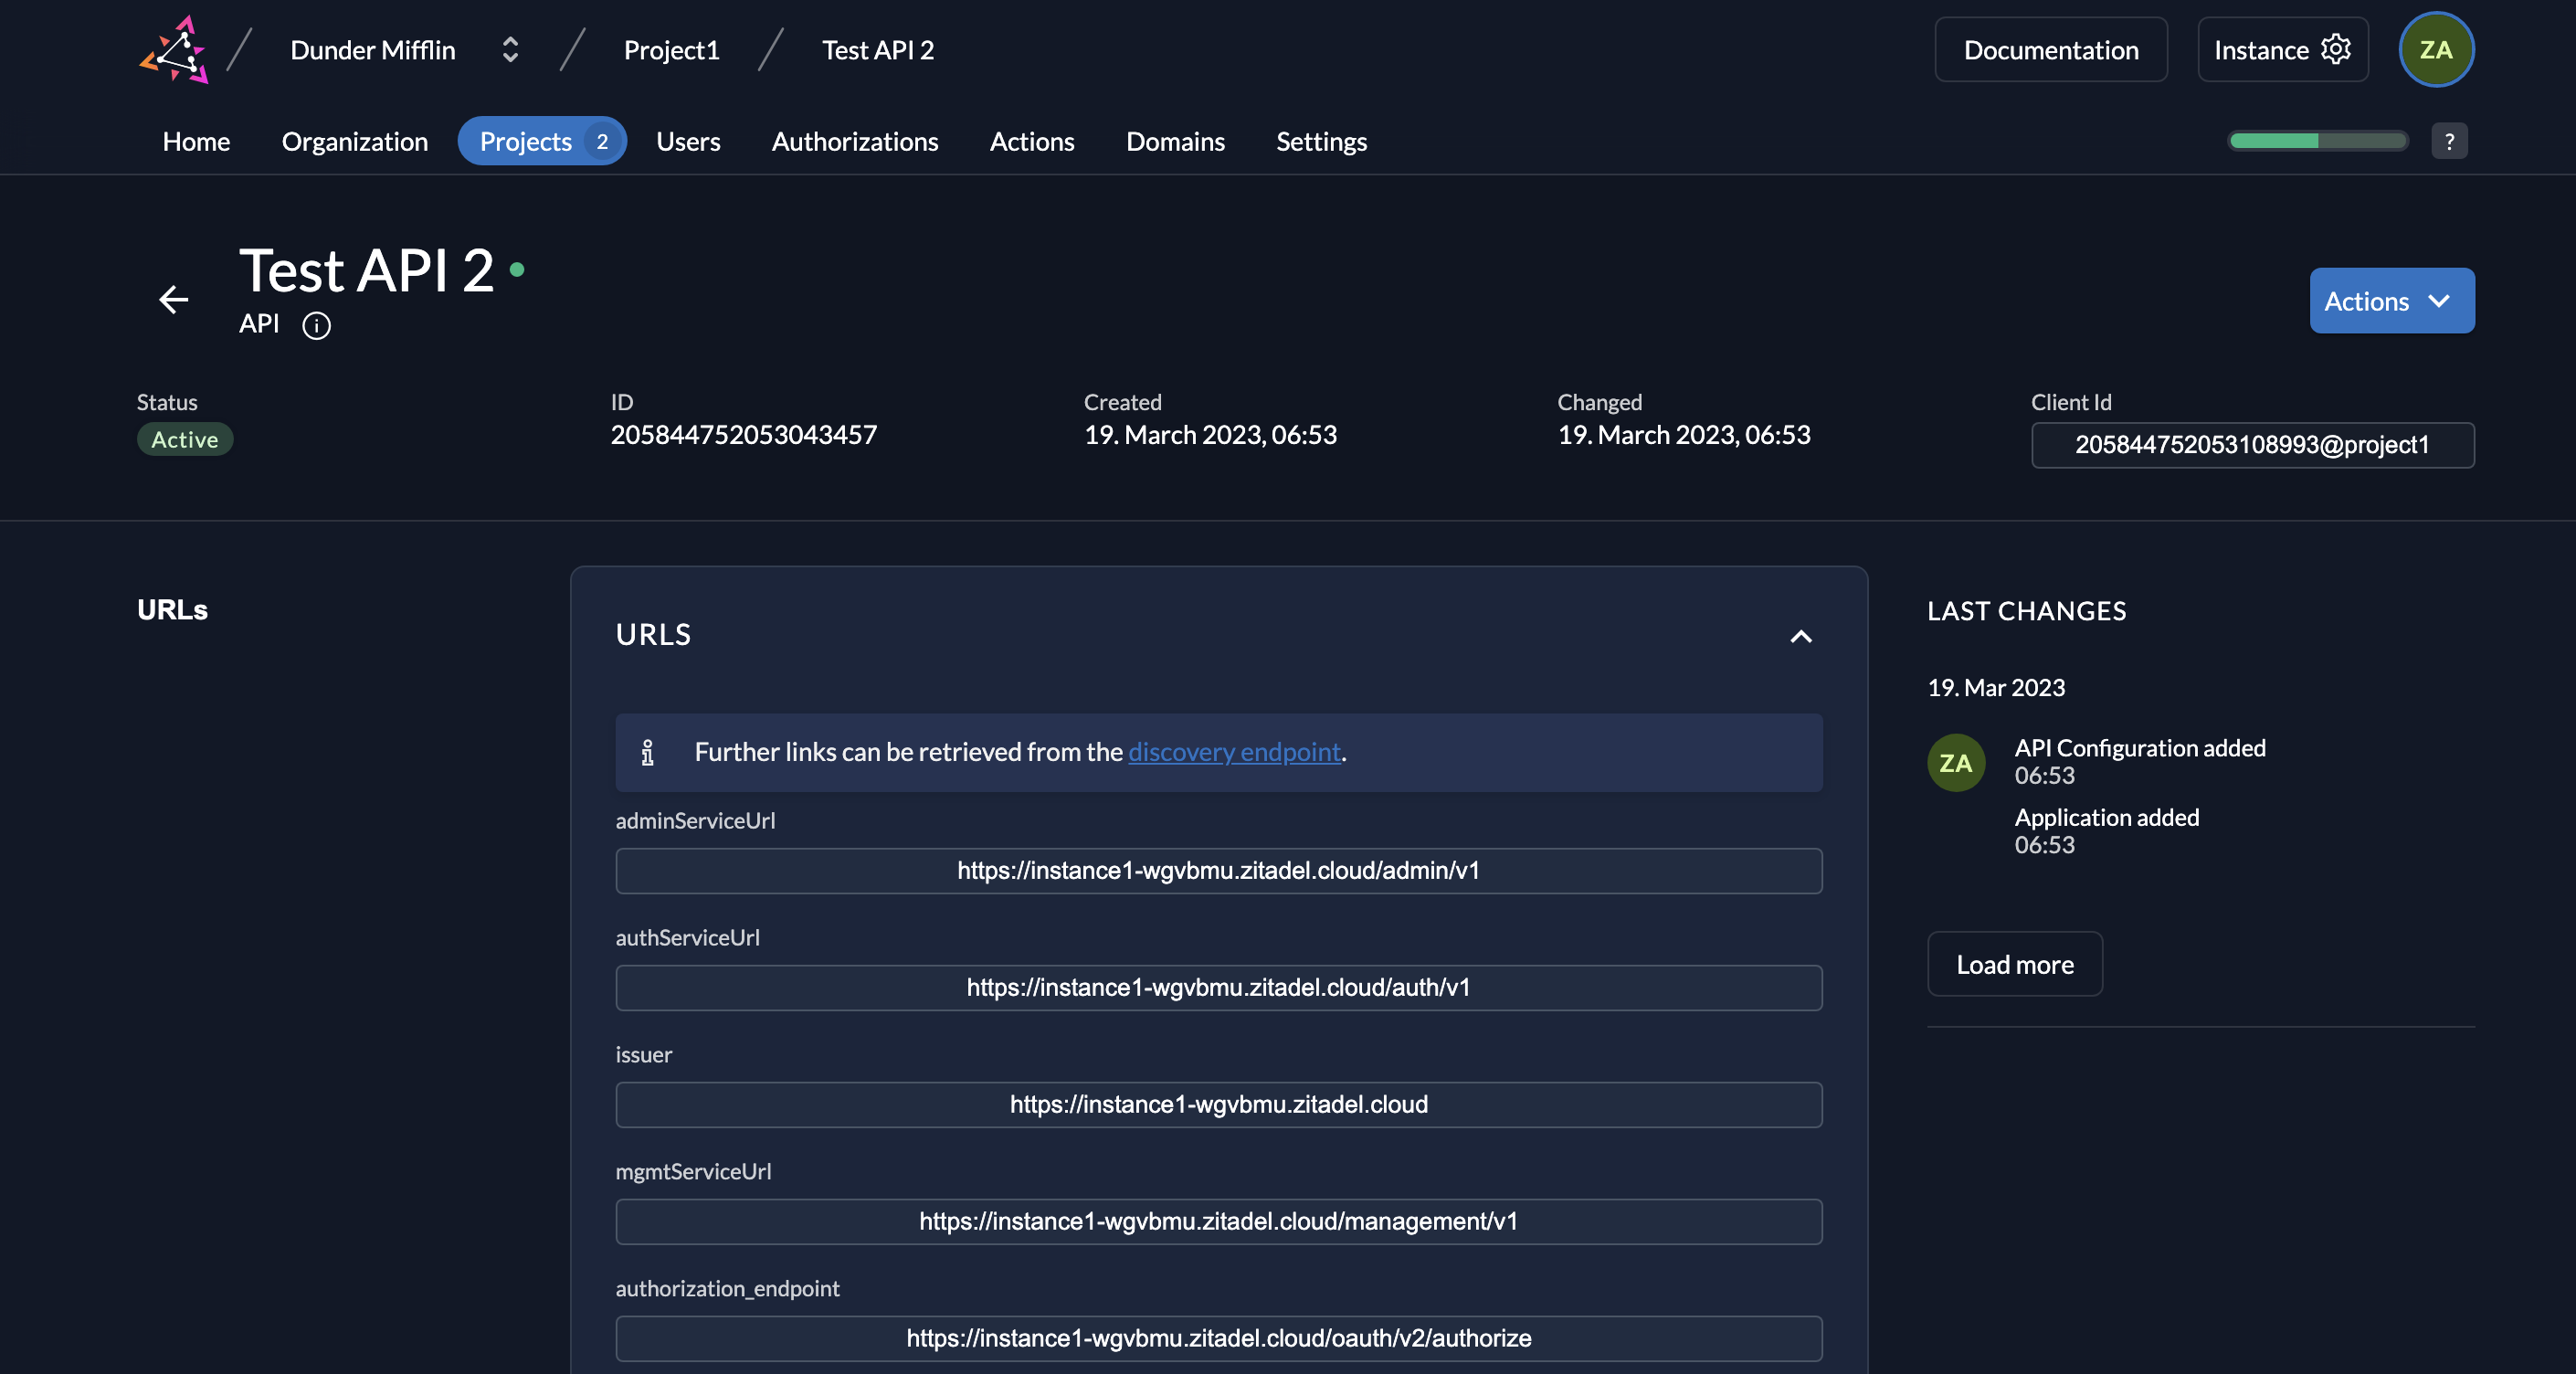 Dunder Mifflin
Project1
Test API 2
Documentation
Instance
ZA
Home
Organization
Projects 2
Users
Authorizations
Actions
Domains
Settings
?
Test API 2
API
Actions
Status
Active
ID
205844752053043457
Created
19. March 2023, 06:53
Changed
19. March 2023, 06:53
Client Id
205844752053108993@project1
URLs
URLS
Further links can be retrieved from the discovery endpoint.
adminServiceUrl
https://instance1-wgvbmu.zitadel.cloud/admin/v1
authServiceUrl
https://instance1-wgvbmu.zitadel.cloud/auth/v1
issuer
https://instance1-wgvbmu.zitadel.cloud
mgmtServiceUrl
https://instance1-wgvbmu.zitadel.cloud/management/v1
authorization_endpoint
https://instance1-wgvbmu.zitadel.cloud/oauth/v2/authorize
LAST CHANGES
19. Mar 2023
ZA
API Configuration added
06:53
Application added
06:53
Load more